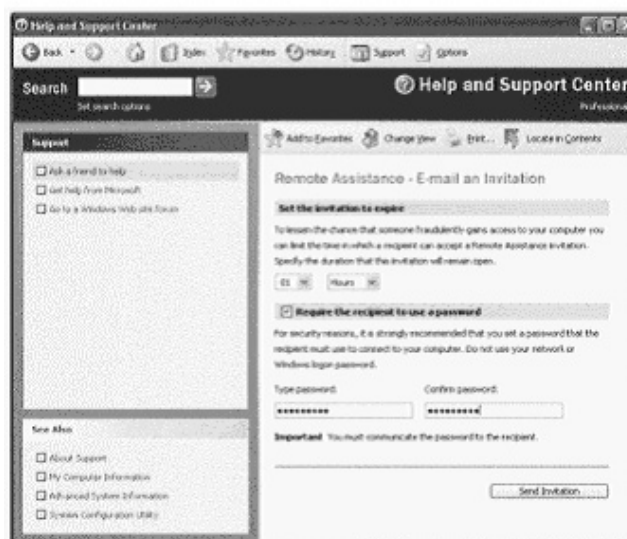 Help and Support Center
Back Index Favorites History Support Options
Search
Set search options
Help and Support Center
Professional
Support
Ask a friend to help
Get help from Microsoft
Go to a Windows Web site forum
See Also
About Support
My Computer Information
Advanced System Information
System Configuration Utility
Add to Favorites Change View Print... Locate in Contents
Remote Assistance - E-mail an Invitation
Set the invitation to expire
To lessen the chance that someone fraudulently gains access to your computer you
can limit the time in which a recipient can accept a Remote Assistance invitation.
Specify the duration that this invitation will remain open.
01 Hours
Require the recipient to use a password
For security reasons, it is strongly recommended that you set a password that the
recipient must use to connect to your computer. Do not use your network or
Windows logon password.
Type password: Confirm password:
••••••••• •••••••••
Important You must communicate the password to the recipient.
Send Invitation